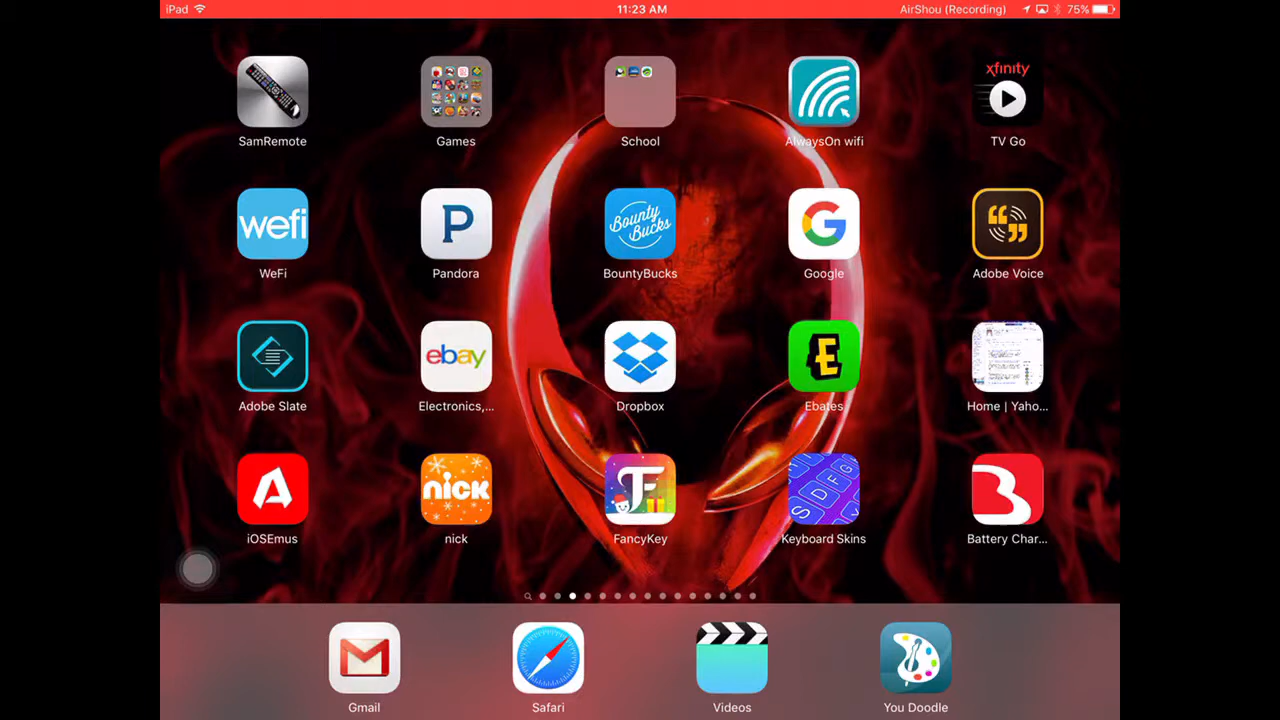 iPad 11:23 AM AirShou (Recording) 75%
xfinity
SamRemote Games School AlwaysOn wifi TV Go
wefi P Bounty Bucks G
WeFi Pandora BountyBucks Google Adobe Voice
ebay E
Adobe Slate Electronics,... Dropbox Ebates Home | Yaho...
nick F S D F G
iOSEmus nick FancyKey Keyboard Skins Battery Char...
Gmail Safari Videos You Doodle